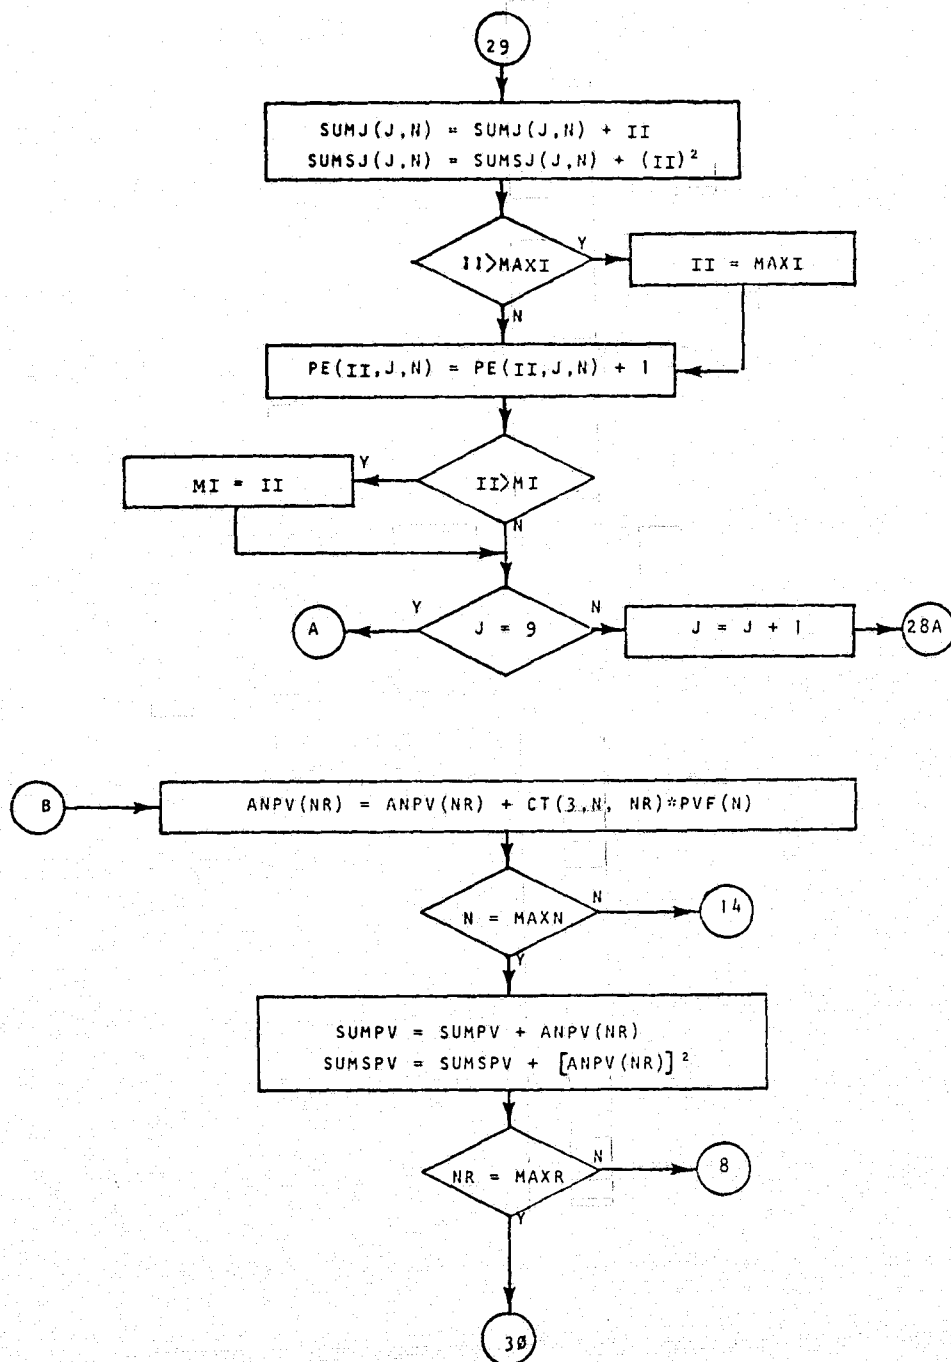 29
SUMJ(J,N) = SUMJ(J,N) + II
SUMSJ(J,N) = SUMSJ(J,N) + (II)²
II>MAXI
Y
II = MAXI
N
PE(II,J,N) = PE(II,J,N) + 1
II>MI
Y
MI = II
N
J = 9
Y
A
N
J = J + 1
28A
B
ANPV(NR) = ANPV(NR) + CT(3,N, NR)*PVF(N)
N = MAXN
N
14
Y
SUMPV = SUMPV + ANPV(NR)
SUMSPV = SUMSPV + [ANPV(NR)]²
NR = MAXR
N
8
Y
30